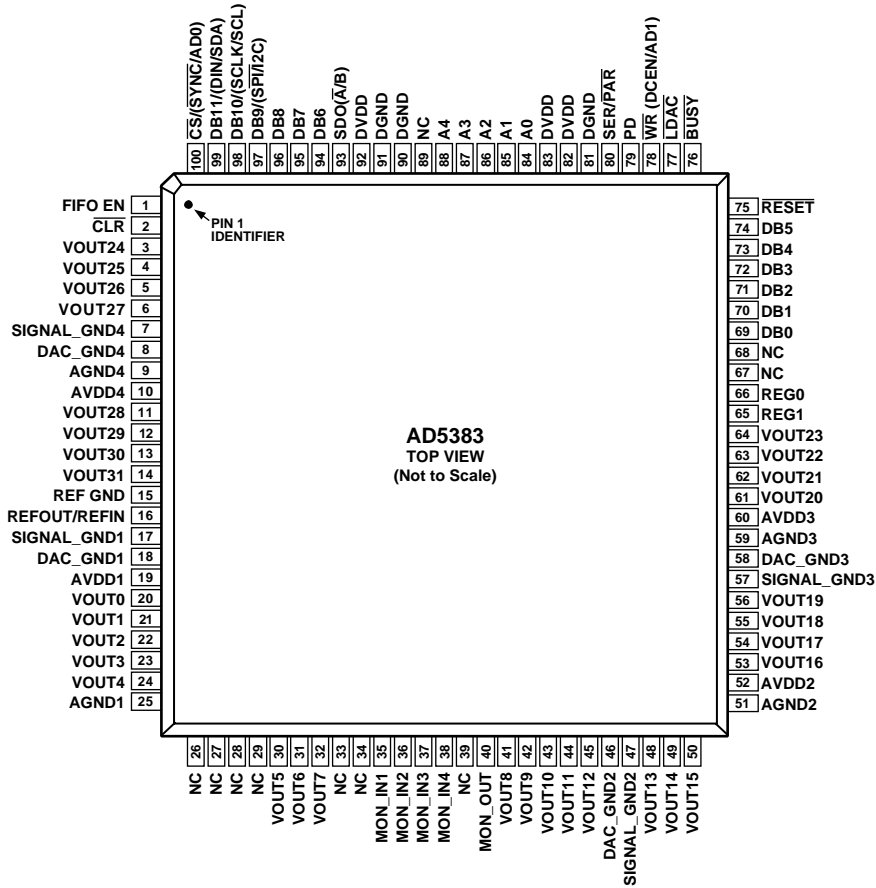 CS/(SYNC/AD0)
DB11/(DIN/SDA)
DB10/(SCLK/SCL)
DB9/(SPI/I2C)
DB8
DB7
DB6
SDO(A/B)
DVDD
DGND
DGND
NC
A4
A3
A2
A1
A0
DVDD
DVDD
DGND
SER/PAR
PD
WR (DCEN/AD1)
LDAC
BUSY
100
99
98
97
96
95
94
93
92
91
90
89
88
87
86
85
84
83
82
81
80
79
78
77
76
FIFO EN 1
CLR 2
VOUT24 3
VOUT25 4
VOUT26 5
VOUT27 6
SIGNAL_GND4 7
DAC_GND4 8
AGND4 9
AVDD4 10
VOUT28 11
VOUT29 12
VOUT30 13
VOUT31 14
REF GND 15
REFOUT/REFIN 16
SIGNAL_GND1 17
DAC_GND1 18
AVDD1 19
VOUT0 20
VOUT1 21
VOUT2 22
VOUT3 23
VOUT4 24
AGND1 25
PIN 1
IDENTIFIER
AD5383
TOP VIEW
(Not to Scale)
75 RESET
74 DB5
73 DB4
72 DB3
71 DB2
70 DB1
69 DB0
68 NC
67 NC
66 REG0
65 REG1
64 VOUT23
63 VOUT22
62 VOUT21
61 VOUT20
60 AVDD3
59 AGND3
58 DAC_GND3
57 SIGNAL_GND3
56 VOUT19
55 VOUT18
54 VOUT17
53 VOUT16
52 AVDD2
51 AGND2
26
27
28
29
30
31
32
33
34
35
36
37
38
39
40
41
42
43
44
45
46
47
48
49
50
NC
NC
NC
NC
VOUT5
VOUT6
VOUT7
NC
NC
MON_IN1
MON_IN2
MON_IN3
MON_IN4
NC
MON_OUT
VOUT8
VOUT9
VOUT10
VOUT11
VOUT12
DAC_GND2
SIGNAL_GND2
VOUT13
VOUT14
VOUT15